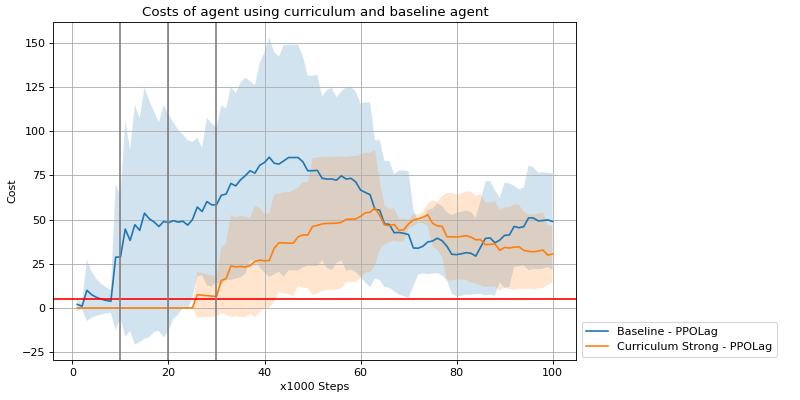 Costs of agent using curriculum and baseline agent
150
125
100
75
50
25
0
−25
Cost
0 20 40 60 80 100
x1000 Steps
Baseline - PPOLag
Curriculum Strong - PPOLag